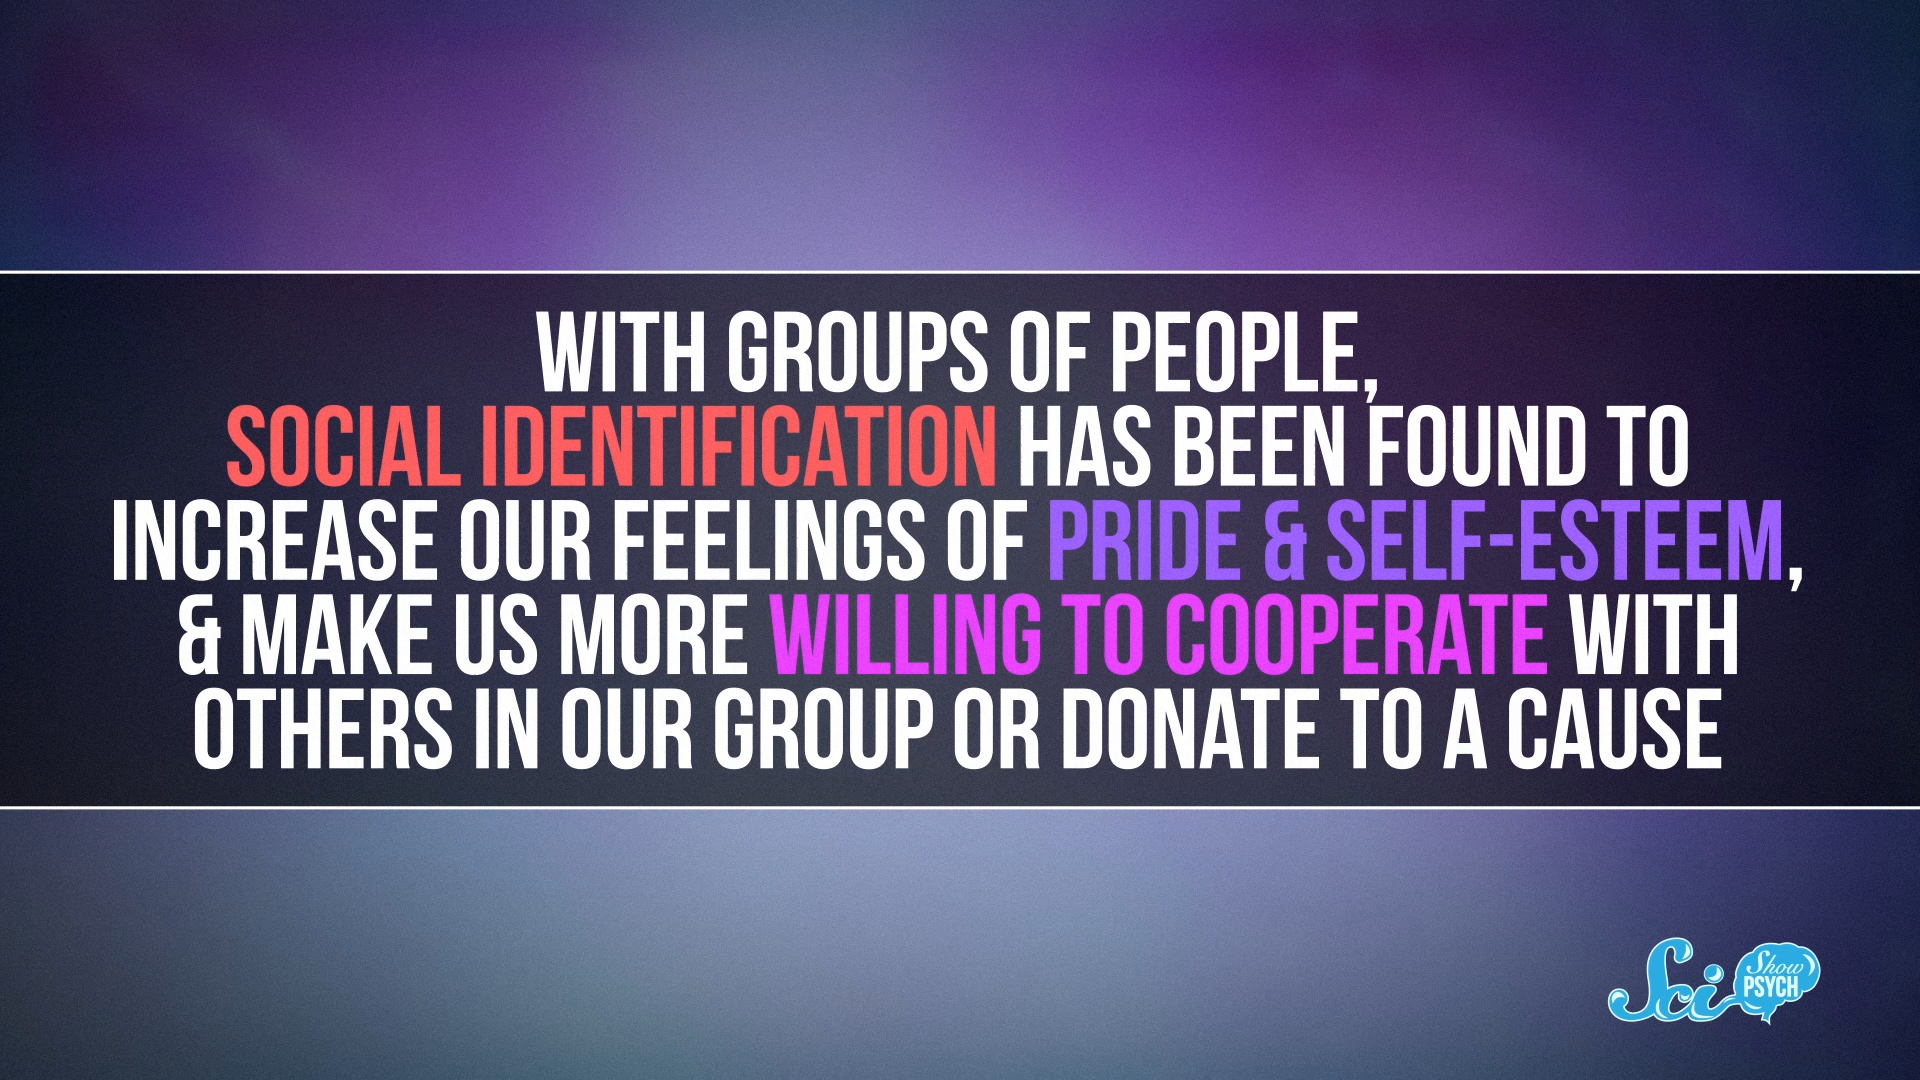 WITH GROUPS OF PEOPLE,
SOCIAL IDENTIFICATION HAS BEEN FOUND TO
INCREASE OUR FEELINGS OF PRIDE & SELF-ESTEEM,
& MAKE US MORE WILLING TO COOPERATE WITH
OTHERS IN OUR GROUP OR DONATE TO A CAUSE
Sci Show
PSYCH